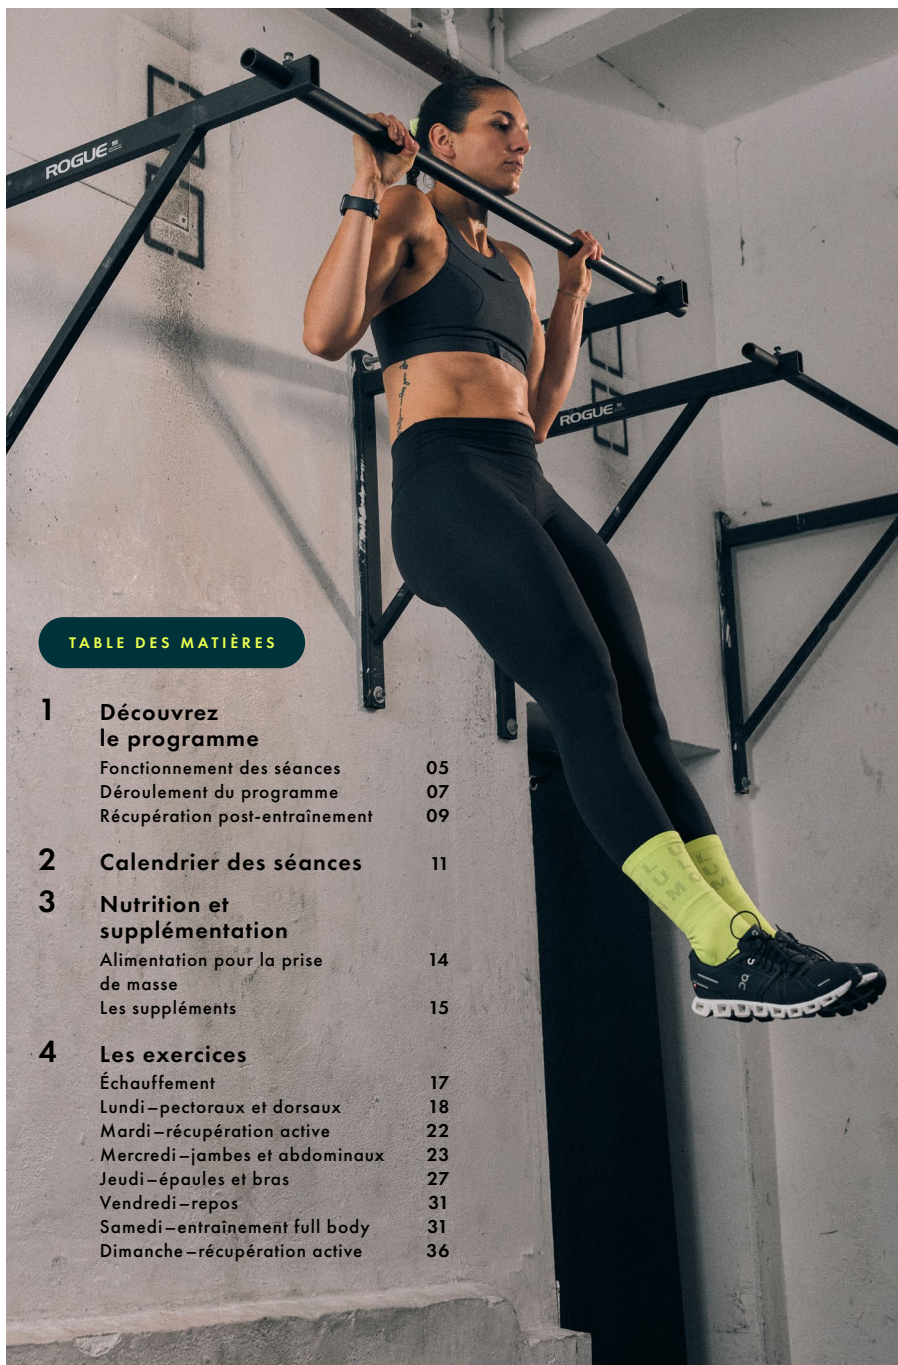 ROGUE
ROGUE
TABLE DES MATIÈRES
1 Découvrez
le programme
Fonctionnement des séances 05
Déroulement du programme 07
Récupération post-entraînement 09
2 Calendrier des séances 11
3 Nutrition et
supplémentation
Alimentation pour la prise 14
de masse
Les suppléments 15
4 Les exercices
Échauffement 17
Lundi–pectoraux et dorsaux 18
Mardi–récupération active 22
Mercredi–jambes et abdominaux 23
Jeudi–épaules et bras 27
Vendredi–repos 31
Samedi–entraînement full body 31
Dimanche–récupération active 36